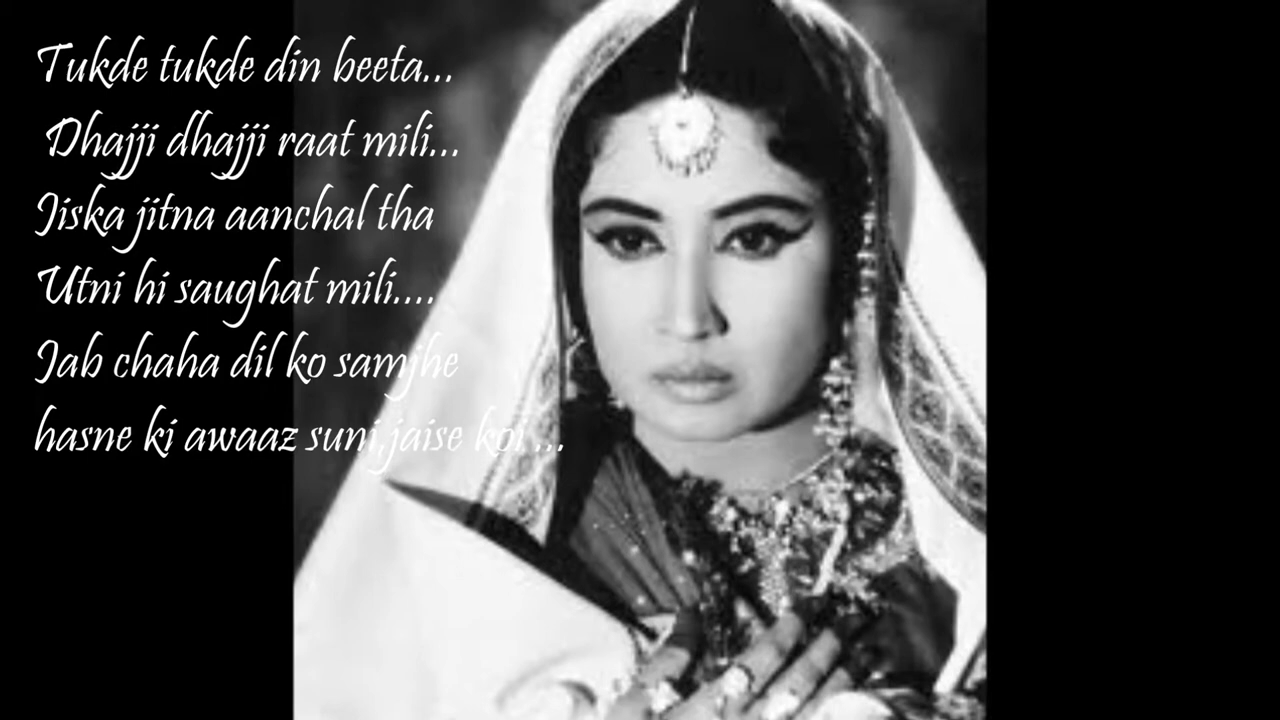 Tukde tukde din beeta...
Dhajji dhajji raat mili...
Jiska jitna aanchal tha
Utni hi saughat mili....
Jab chaha dil ko samjhe
hasne ki awaaz suni,jaise koi ...